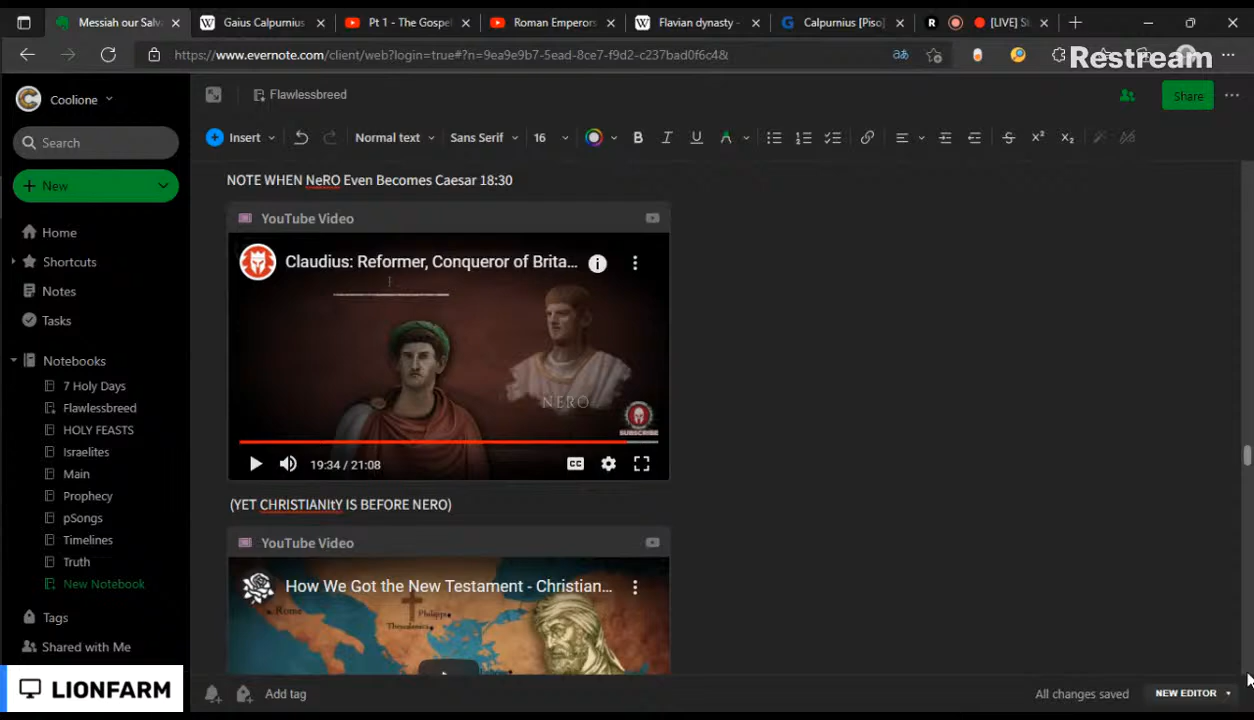 Messiah our Salv
Gaius Calpurnius
Pt 1 - The Gospel
Roman Emperors
Flavian dynasty -
Calpurnius [Piso]
[LIVE] St
https://www.evernote.com/client/web?login=true#?n=9ea9e9b7-5ead-8ce7-f9d2-c237bad0f6c4&
Restream
Coolione
Flawlessbreed
Share
Search
Insert
Normal text
Sans Serif
16
New
NOTE WHEN NeRO Even Becomes Caesar 18:30
YouTube Video
Home
Claudius: Reformer, Conqueror of Brita...
Shortcuts
Notes
Tasks
Notebooks
7 Holy Days
Flawlessbreed
NERO
SUBSCRIBE
HOLY FEASTS
Israelites
19:34 / 21:08
CC
Main
Prophecy
(YET CHRISTIANItY IS BEFORE NERO)
pSongs
Timelines
YouTube Video
Truth
New Notebook
How We Got the New Testament - Christian...
Rome
Philippi
Thessalonica
Tags
Shared with Me
LIONFARM
Add tag
All changes saved
NEW EDITOR